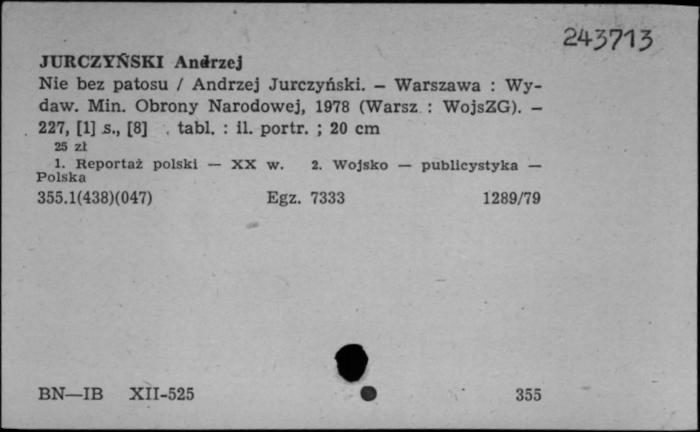 243713
JURCZYŃSKI Andrzej
Nie bez patosu / Andrzej Jurczyński. — Warszawa : Wy-
daw. Min. Obrony Narodowej, 1978 (Warsz. : WojsZG). —
227, [1] s., [8] tabl. : il. portr. ; 20 cm
25 zł
1. Reportaż polski — XX w. 2. Wojsko — publicystyka —
Polska
355.1(438)(047) Egz. 7333 1289/79
BN—IB XII-525 355